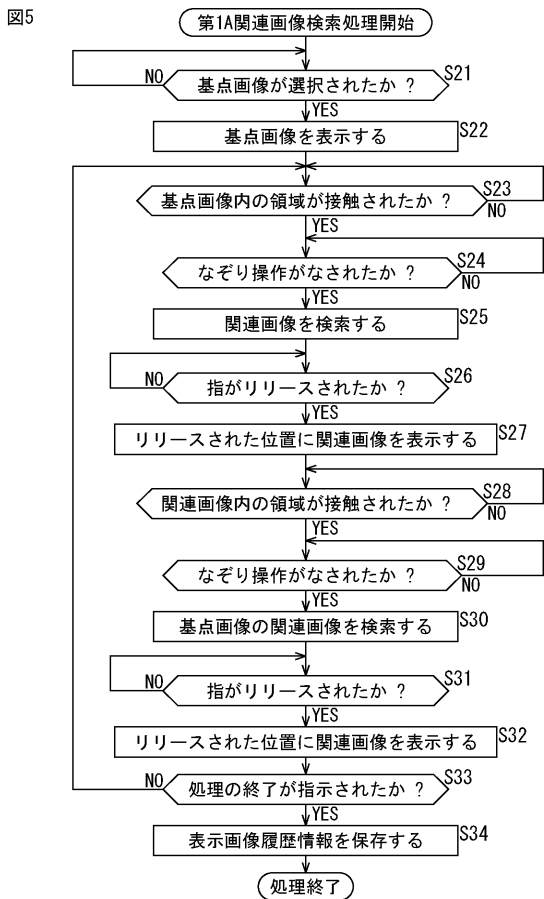 図5
第1A関連画像検索処理開始
NO
基点画像が選択されたか ?
S21
YES
基点画像を表示する
S22
基点画像内の領域が接触されたか ?
S23
NO
YES
なぞり操作がなされたか ?
S24
NO
YES
関連画像を検索する
S25
NO
指がリリースされたか ?
S26
YES
リリースされた位置に関連画像を表示する
S27
関連画像内の領域が接触されたか ?
S28
NO
YES
なぞり操作がなされたか ?
S29
NO
YES
基点画像の関連画像を検索する
S30
NO
指がリリースされたか ?
S31
YES
リリースされた位置に関連画像を表示する
S32
NO
処理の終了が指示されたか ?
S33
YES
表示画像履歴情報を保存する
S34
処理終了